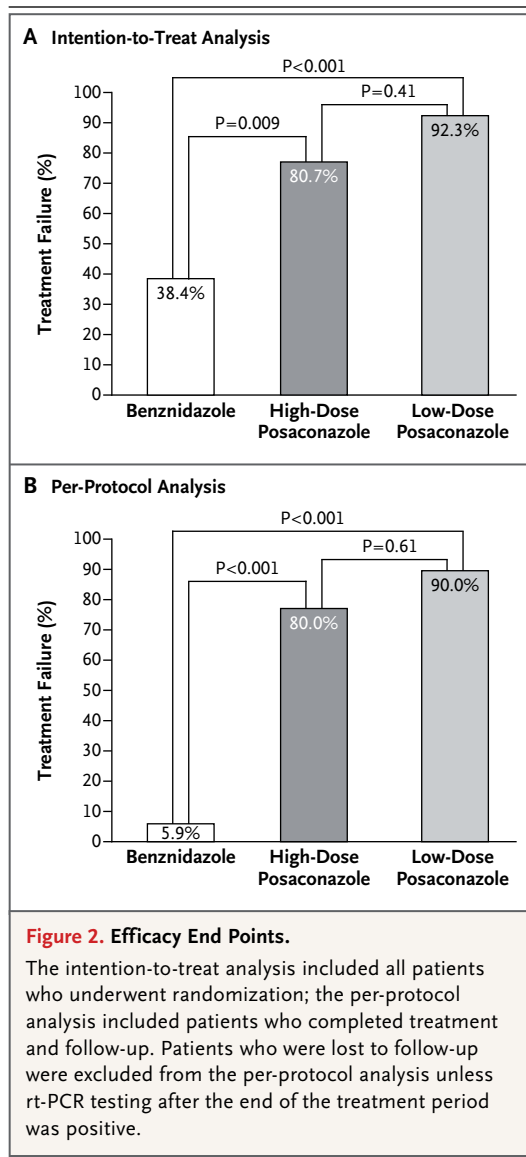 A Intention-to-Treat Analysis
P<0.001
P=0.41
P=0.009
Treatment Failure (%)
100
90
80
70
60
50
40
30
20
10
0
38.4%
80.7%
92.3%
Benznidazole
High-Dose
Posaconazole
Low-Dose
Posaconazole
B Per-Protocol Analysis
P<0.001
P=0.61
P<0.001
Treatment Failure (%)
100
90
80
70
60
50
40
30
20
10
0
5.9%
80.0%
90.0%
Benznidazole
High-Dose
Posaconazole
Low-Dose
Posaconazole
Figure 2. Efficacy End Points.
The intention-to-treat analysis included all patients
who underwent randomization; the per-protocol
analysis included patients who completed treatment
and follow-up. Patients who were lost to follow-up
were excluded from the per-protocol analysis unless
rt-PCR testing after the end of the treatment period
was positive.